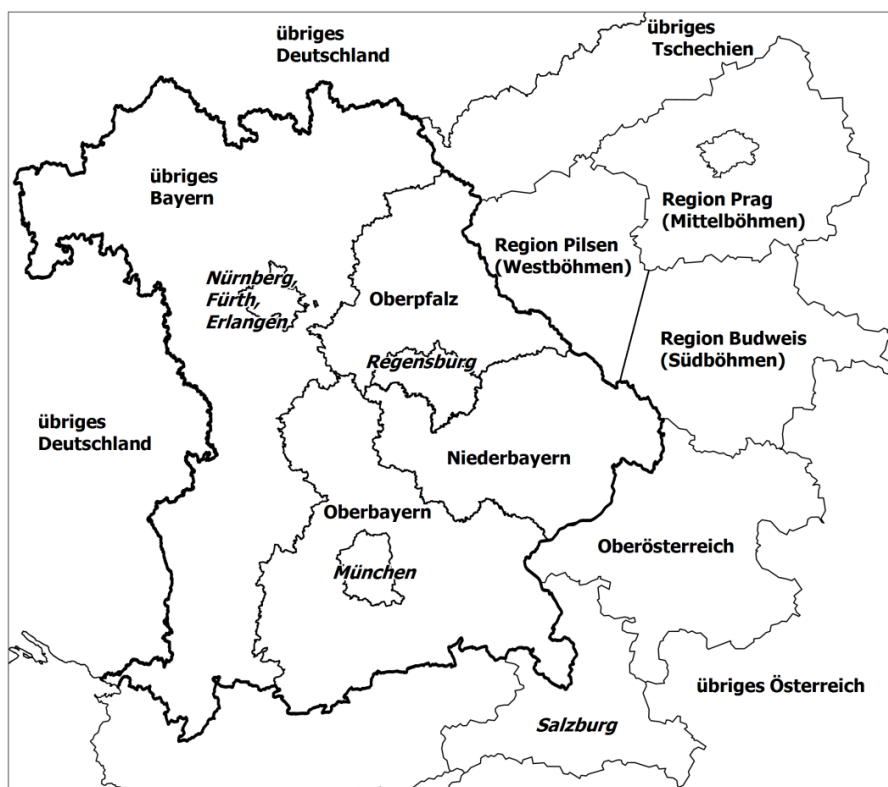 übriges
Deutschland
übriges
Tschechien
übriges
Bayern
Region Prag
(Mittelböhmen)
Region Pilsen
(Westböhmen)
Nürnberg,
Fürth,
Erlangen
Oberpfalz
Region Budweis
(Südböhmen)
Regensburg
übriges
Deutschland
Niederbayern
Oberbayern
Oberösterreich
München
übriges Österreich
Salzburg